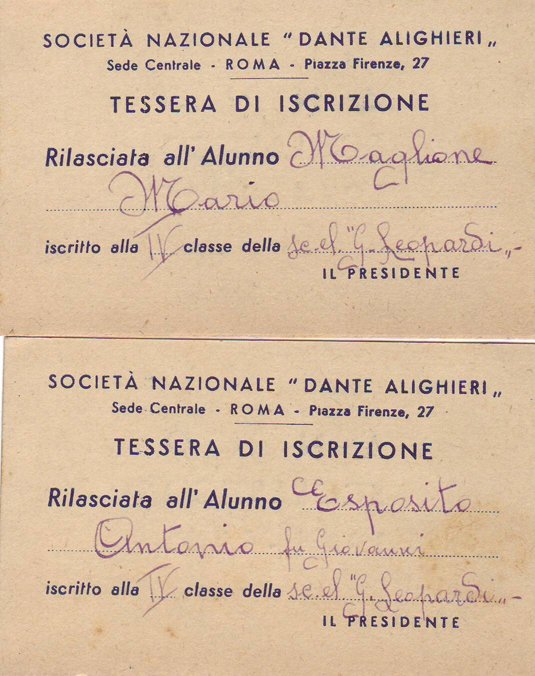 SOCIETÀ NAZIONALE "DANTE ALIGHIERI„
Sede Centrale - ROMA - Piazza Firenze, 27
TESSERA DI ISCRIZIONE
Rilasciata all' Alunno Maglione
Mario
iscritto alla IV classe della sc. el. "G. Leopardi„-
IL PRESIDENTE
SOCIETÀ NAZIONALE "DANTE ALIGHIERI„
Sede Centrale - ROMA - Piazza Firenze, 27
TESSERA DI ISCRIZIONE
Rilasciata all' Alunno Esposito
Antonio fu Giovanni
iscritto alla IV classe della sc. el. "G. Leopardi„-
IL PRESIDENTE